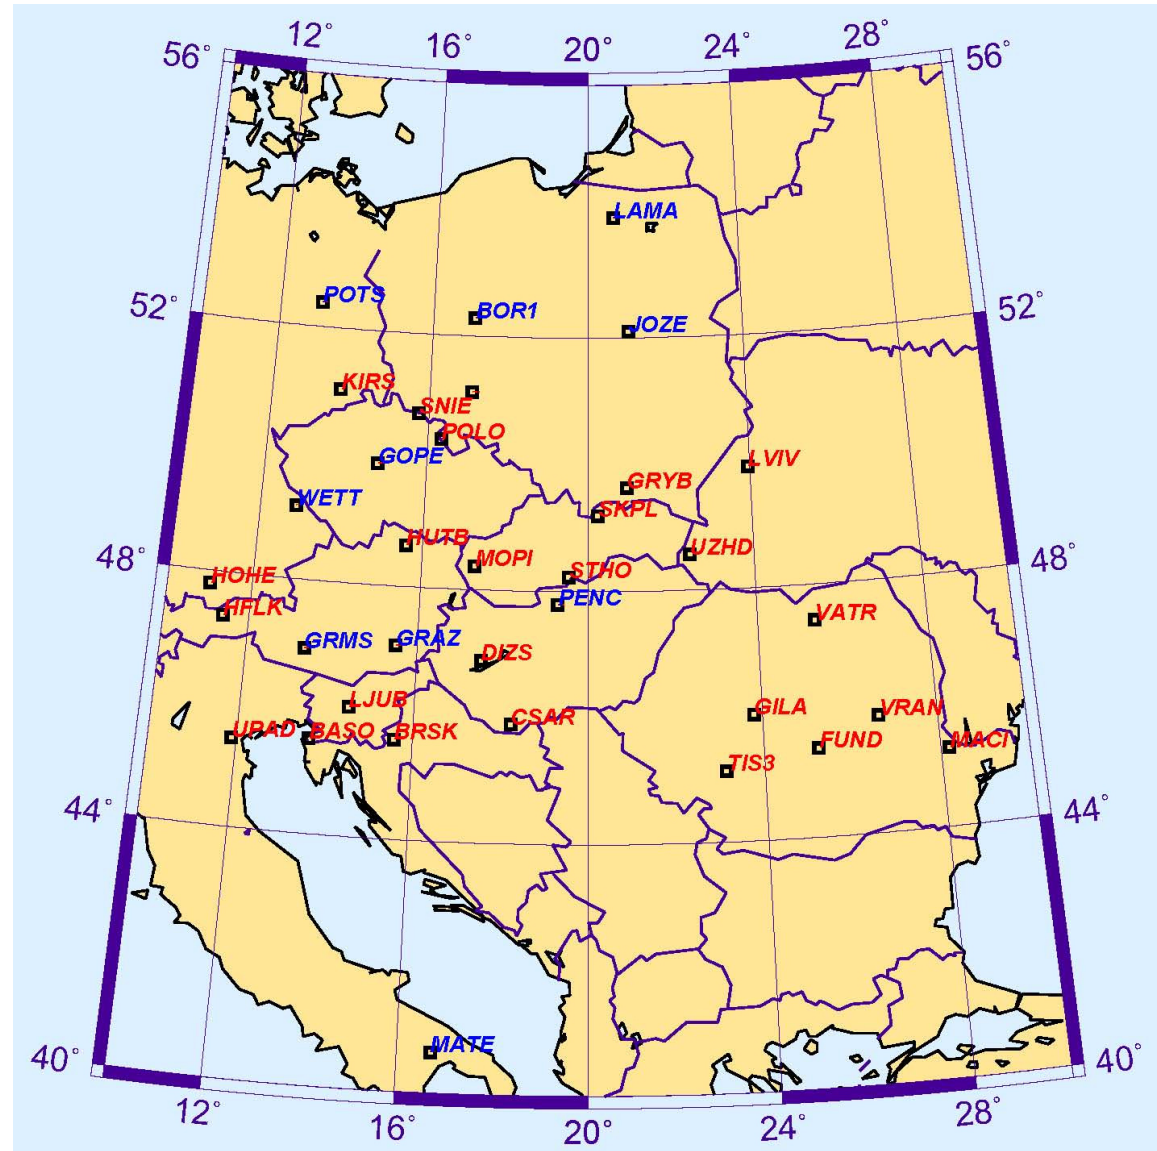 12°
16°
20°
24°
28°
56°
56°
LAMA
POTS
BOR1
JOZE
52°
52°
KIRS
SNIE
POLO
GOPE
LVIV
GRYB
WETT
SKPL
HUTB
UZHD
MOPI
48°
48°
HOHE
STHO
PENC
HFLK
VATR
GRMS
GRAZ
DIZS
LJUB
GILA
VRAN
CSAR
UPAD
BASO
BRSK
FUND
MACI
TIS3
44°
44°
MATE
40°
40°
12°
16°
20°
24°
28°